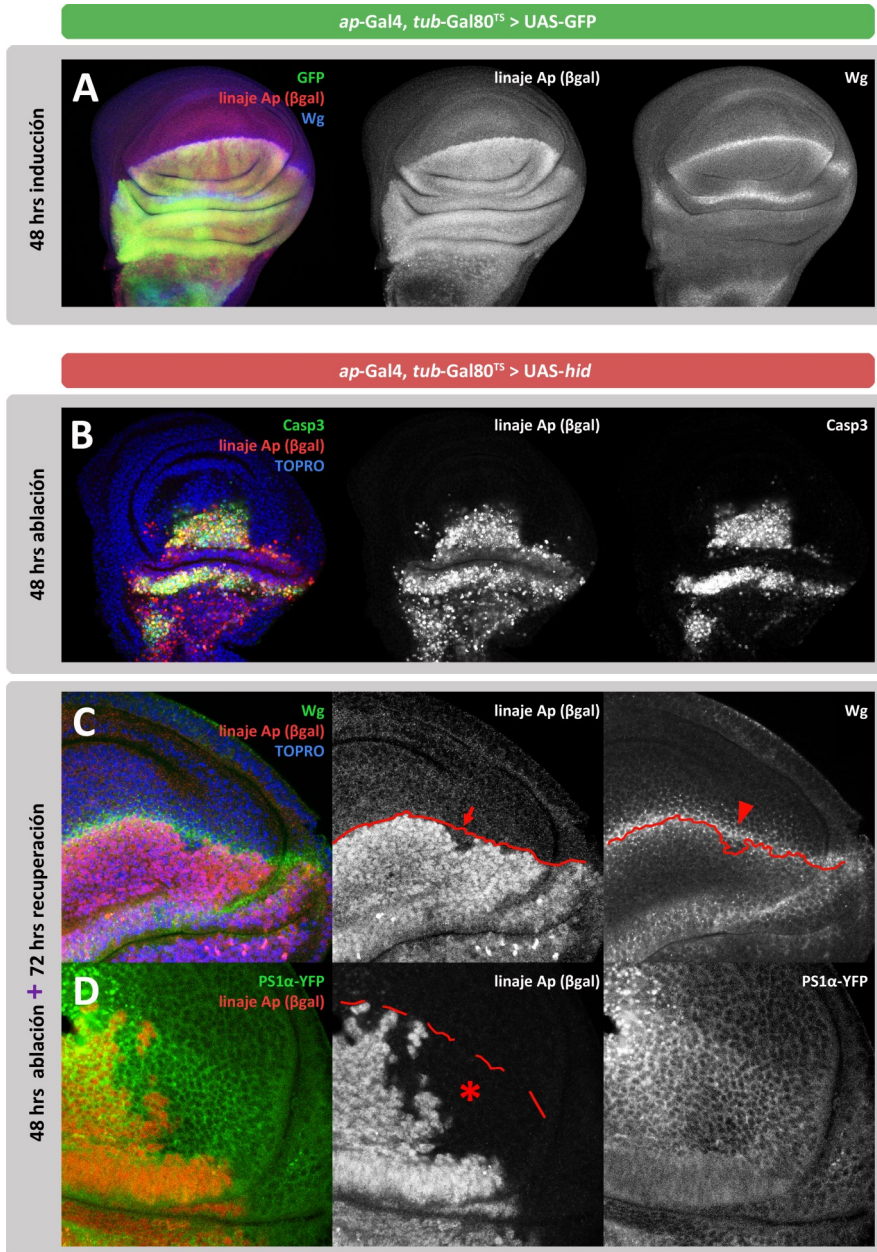 ap-Gal4, tub-Gal80TS > UAS-GFP
48 hrs inducción
A
GFP
linaje Ap (βgal)
Wg
linaje Ap (βgal)
Wg
ap-Gal4, tub-Gal80TS > UAS-hid
48 hrs ablación
B
Casp3
linaje Ap (βgal)
TOPRO
linaje Ap (βgal)
Casp3
48 hrs ablación + 72 hrs recuperación
C
Wg
linaje Ap (βgal)
TOPRO
linaje Ap (βgal)
Wg
D
PS1α-YFP
linaje Ap (βgal)
linaje Ap (βgal)
*
PS1α-YFP